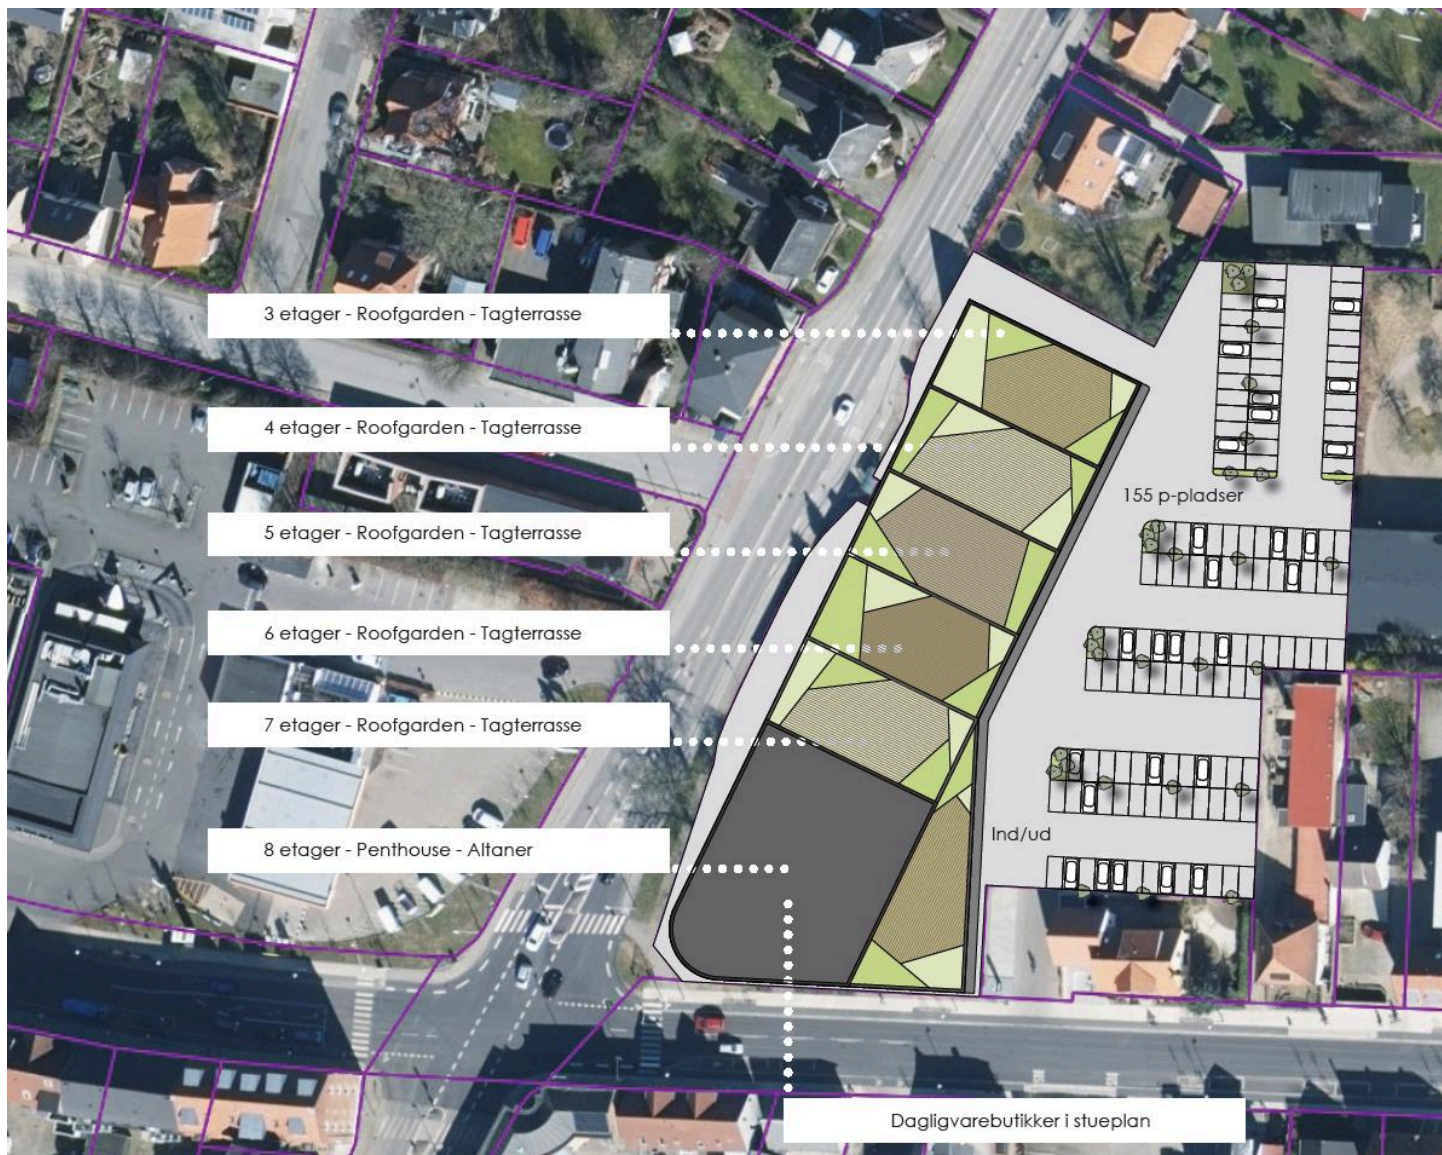 3 etager - Roofgarden - Tagterrasse
4 etager - Roofgarden - Tagterrasse
155 p-pladser
5 etager - Roofgarden - Tagterrasse
6 etager - Roofgarden - Tagterrasse
7 etager - Roofgarden - Tagterrasse
Ind/ud
8 etager - Penthouse - Altaner
Dagligvarebutikker i stueplan